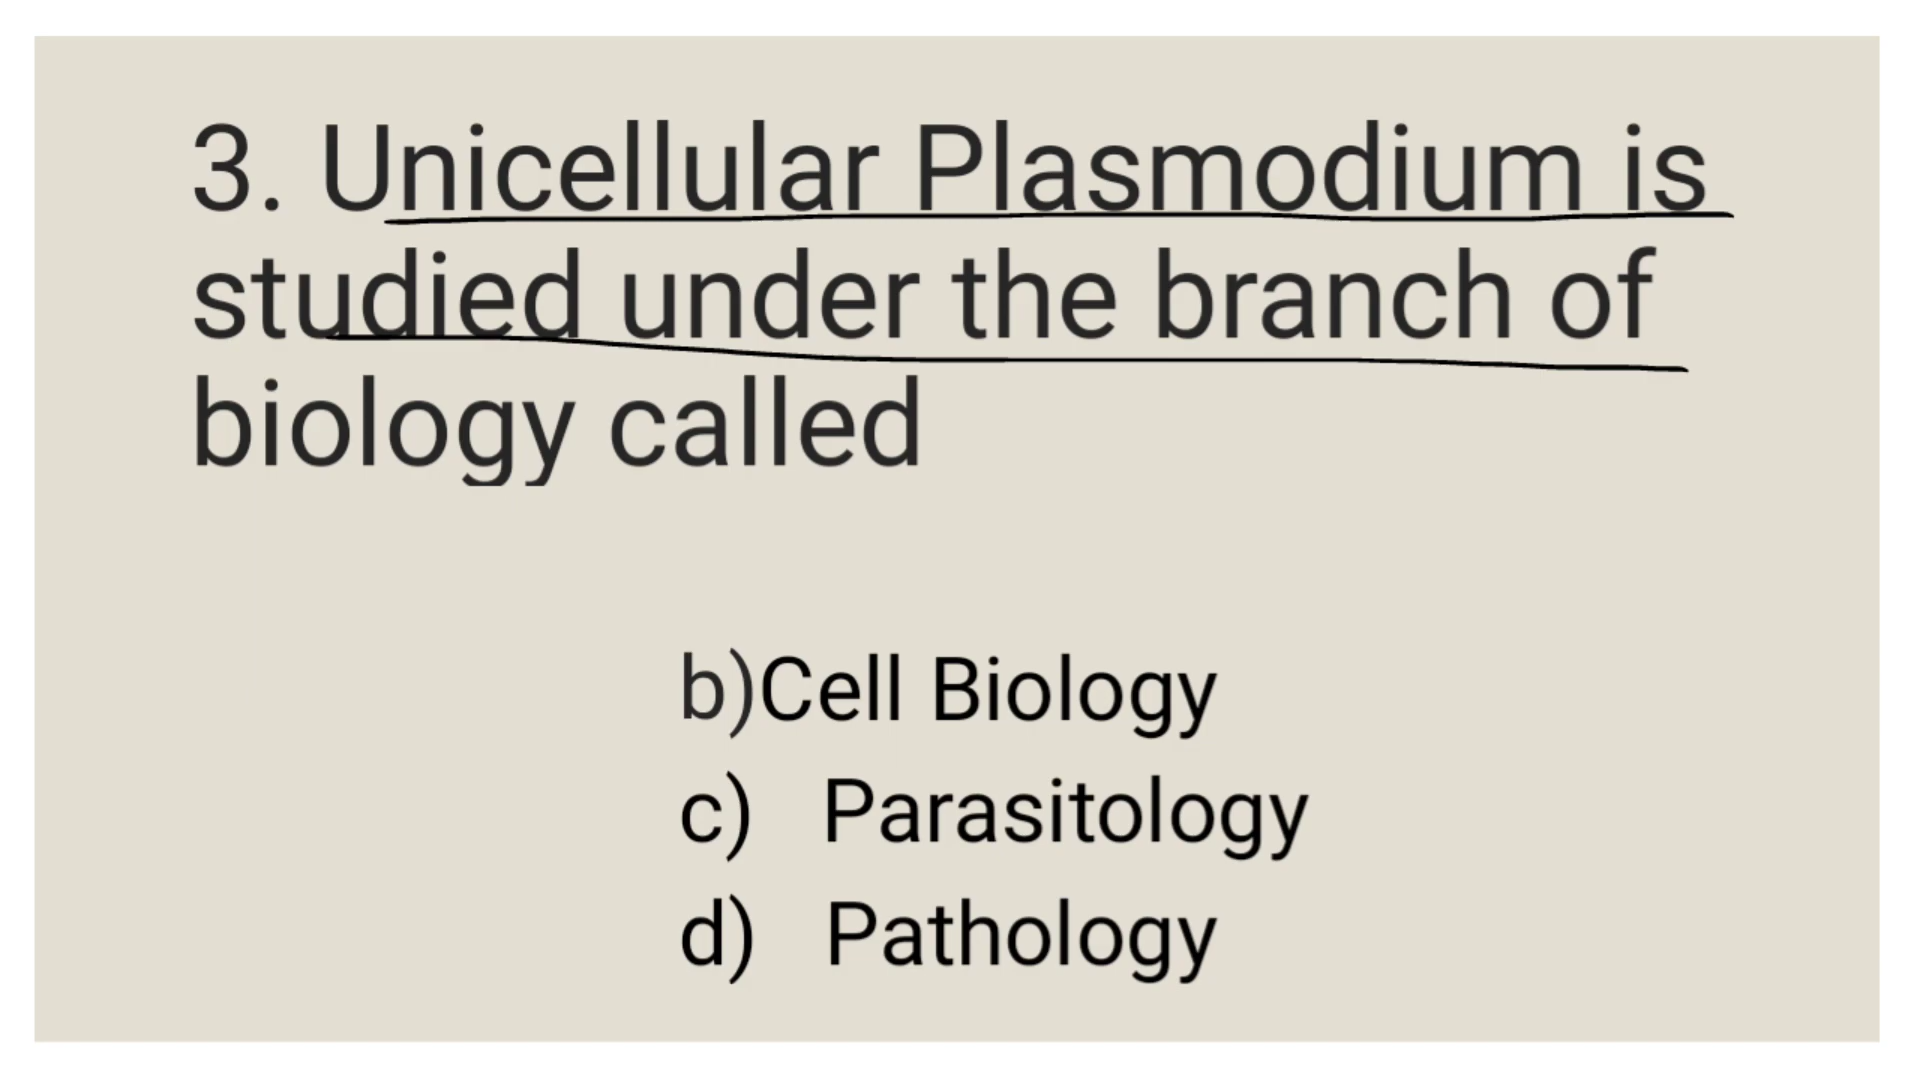 3. Unicellular Plasmodium is
studied under the branch of
biology called
b)Cell Biology
c) Parasitology
d) Pathology